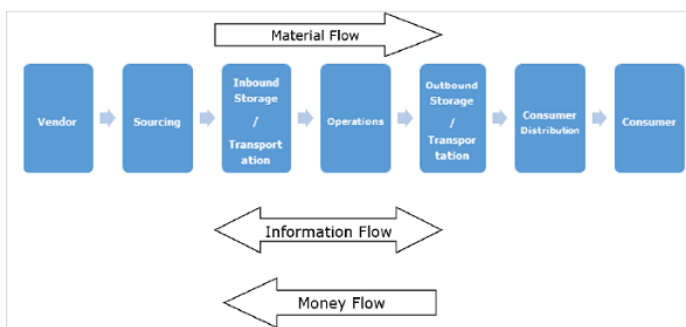 Material Flow
Vendor
Sourcing
Inbound
Storage
/
Transport
ation
Operations
Outbound
Storage
/
Transpor
tation
Consumer
Distribution
Consumer
Information Flow
Money Flow